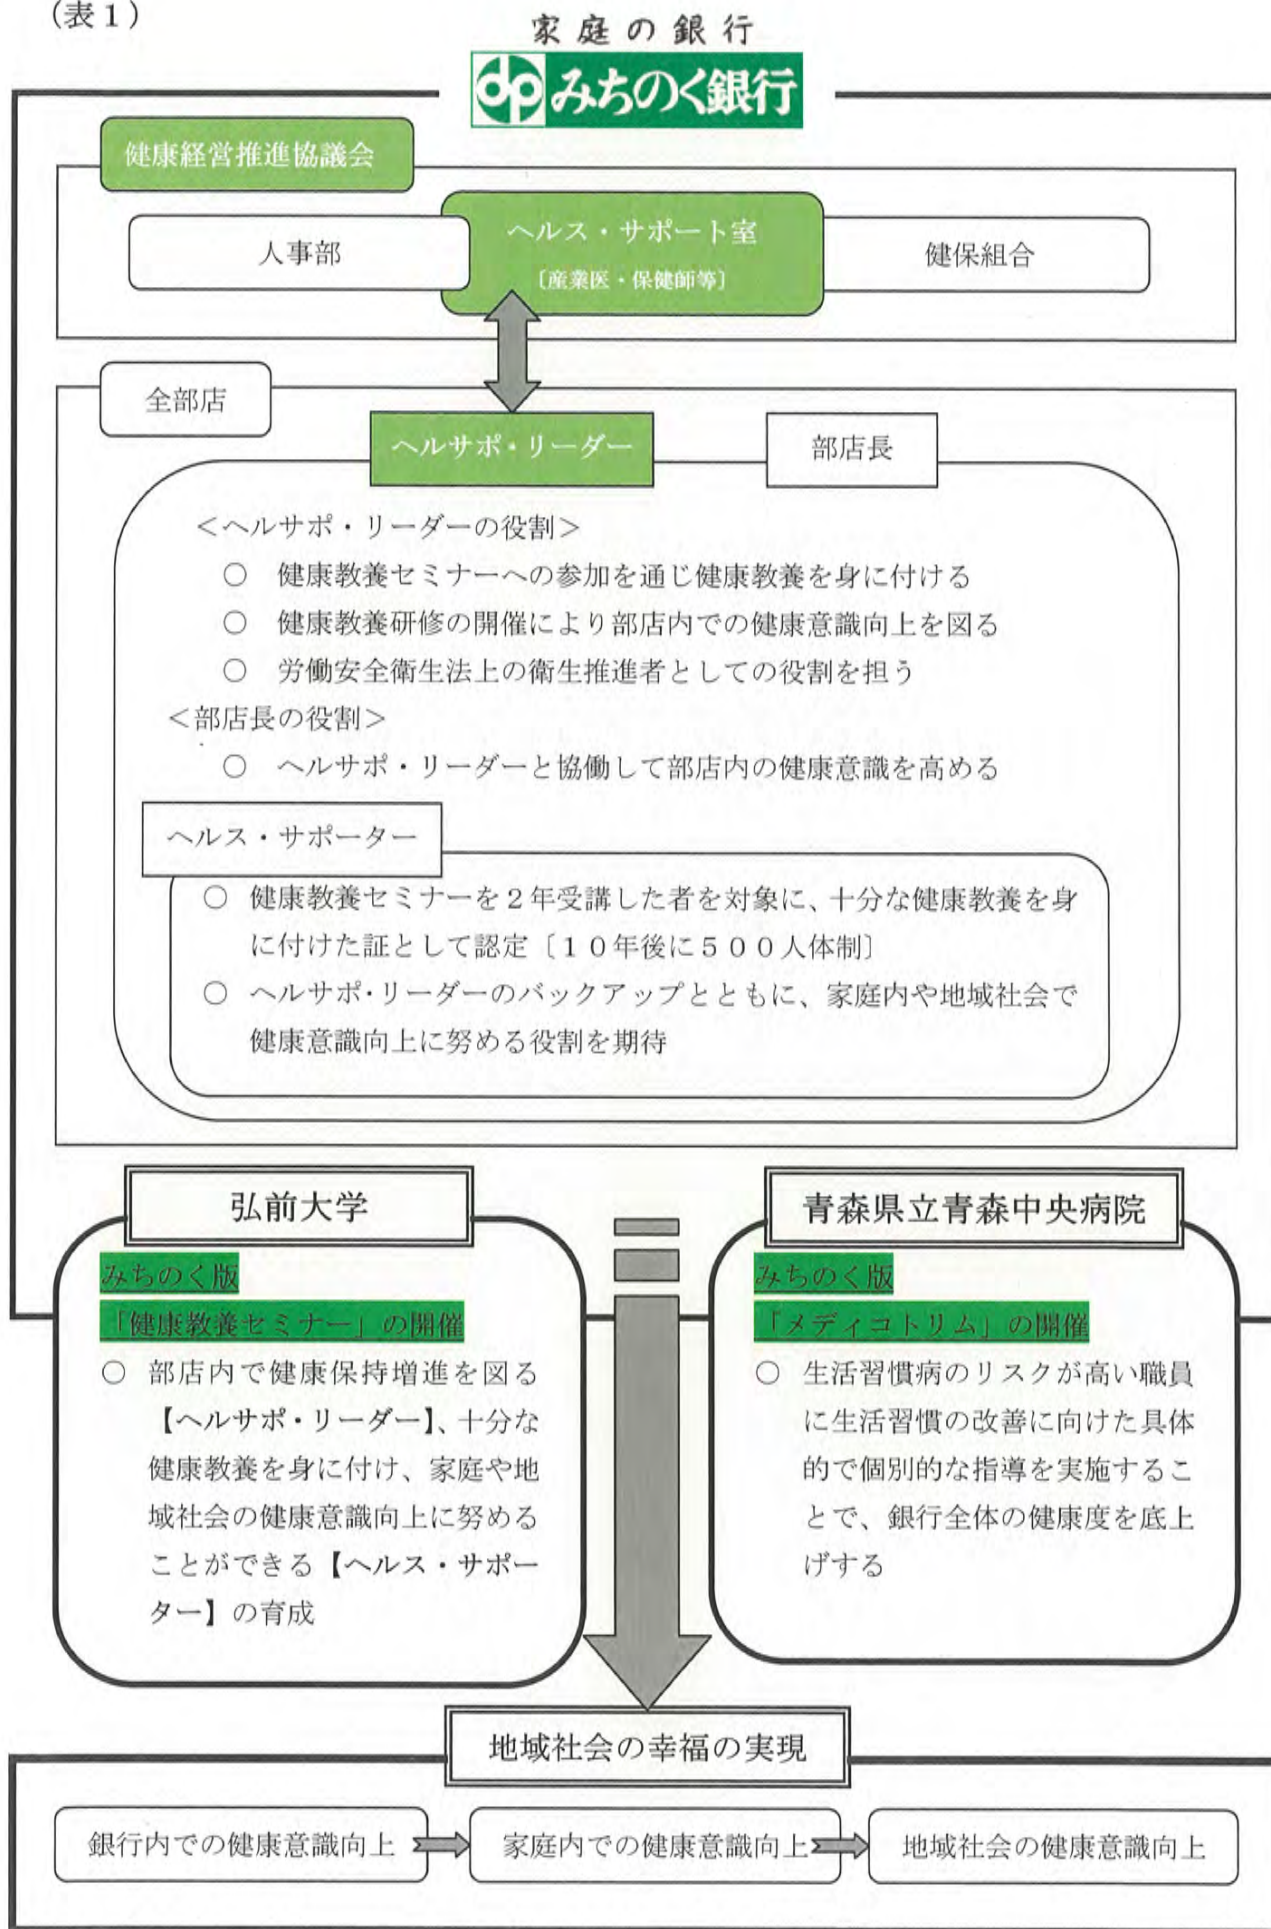 （表１）
家庭の銀行
dp みちのく銀行
健康経営推進協議会
人事部
ヘルス・サポート室
〔産業医・保健師等〕
健保組合
全部店
ヘルサポ・リーダー
部店長
＜ヘルサポ・リーダーの役割＞
○ 健康教養セミナーへの参加を通じ健康教養を身に付ける
○ 健康教養研修の開催により部店内での健康意識向上を図る
○ 労働安全衛生法上の衛生推進者としての役割を担う
＜部店長の役割＞
○ ヘルサポ・リーダーと協働して部店内の健康意識を高める
ヘルス・サポーター
○ 健康教養セミナーを２年受講した者を対象に、十分な健康教養を身
に付けた証として認定〔１０年後に５００人体制〕
○ ヘルサポ・リーダーのバックアップとともに、家庭内や地域社会で
健康意識向上に努める役割を期待
弘前大学
みちのく版
「健康教養セミナー」の開催
○ 部店内で健康保持増進を図る
【ヘルサポ・リーダー】、十分な
健康教養を身に付け、家庭や地
域社会の健康意識向上に努める
ことができる【ヘルス・サポー
ター】の育成
青森県立青森中央病院
みちのく版
「メディコトリム」の開催
○ 生活習慣病のリスクが高い職員
に生活習慣の改善に向けた具体
的で個別的な指導を実施するこ
とで、銀行全体の健康度を底上
げする
地域社会の幸福の実現
銀行内での健康意識向上
家庭内での健康意識向上
地域社会の健康意識向上